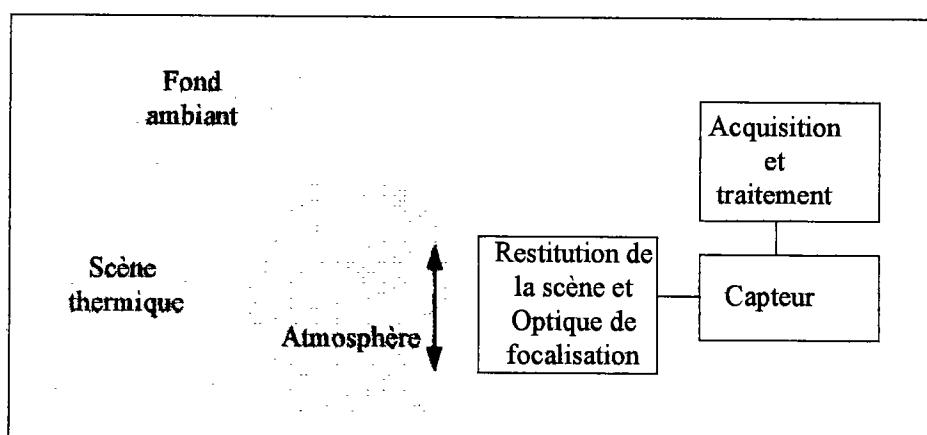 Fond
ambiant
Acquisition
et
traitement
Scène
thermique
Atmosphère
Restitution de
la scène et
Optique de
focalisation
Capteur